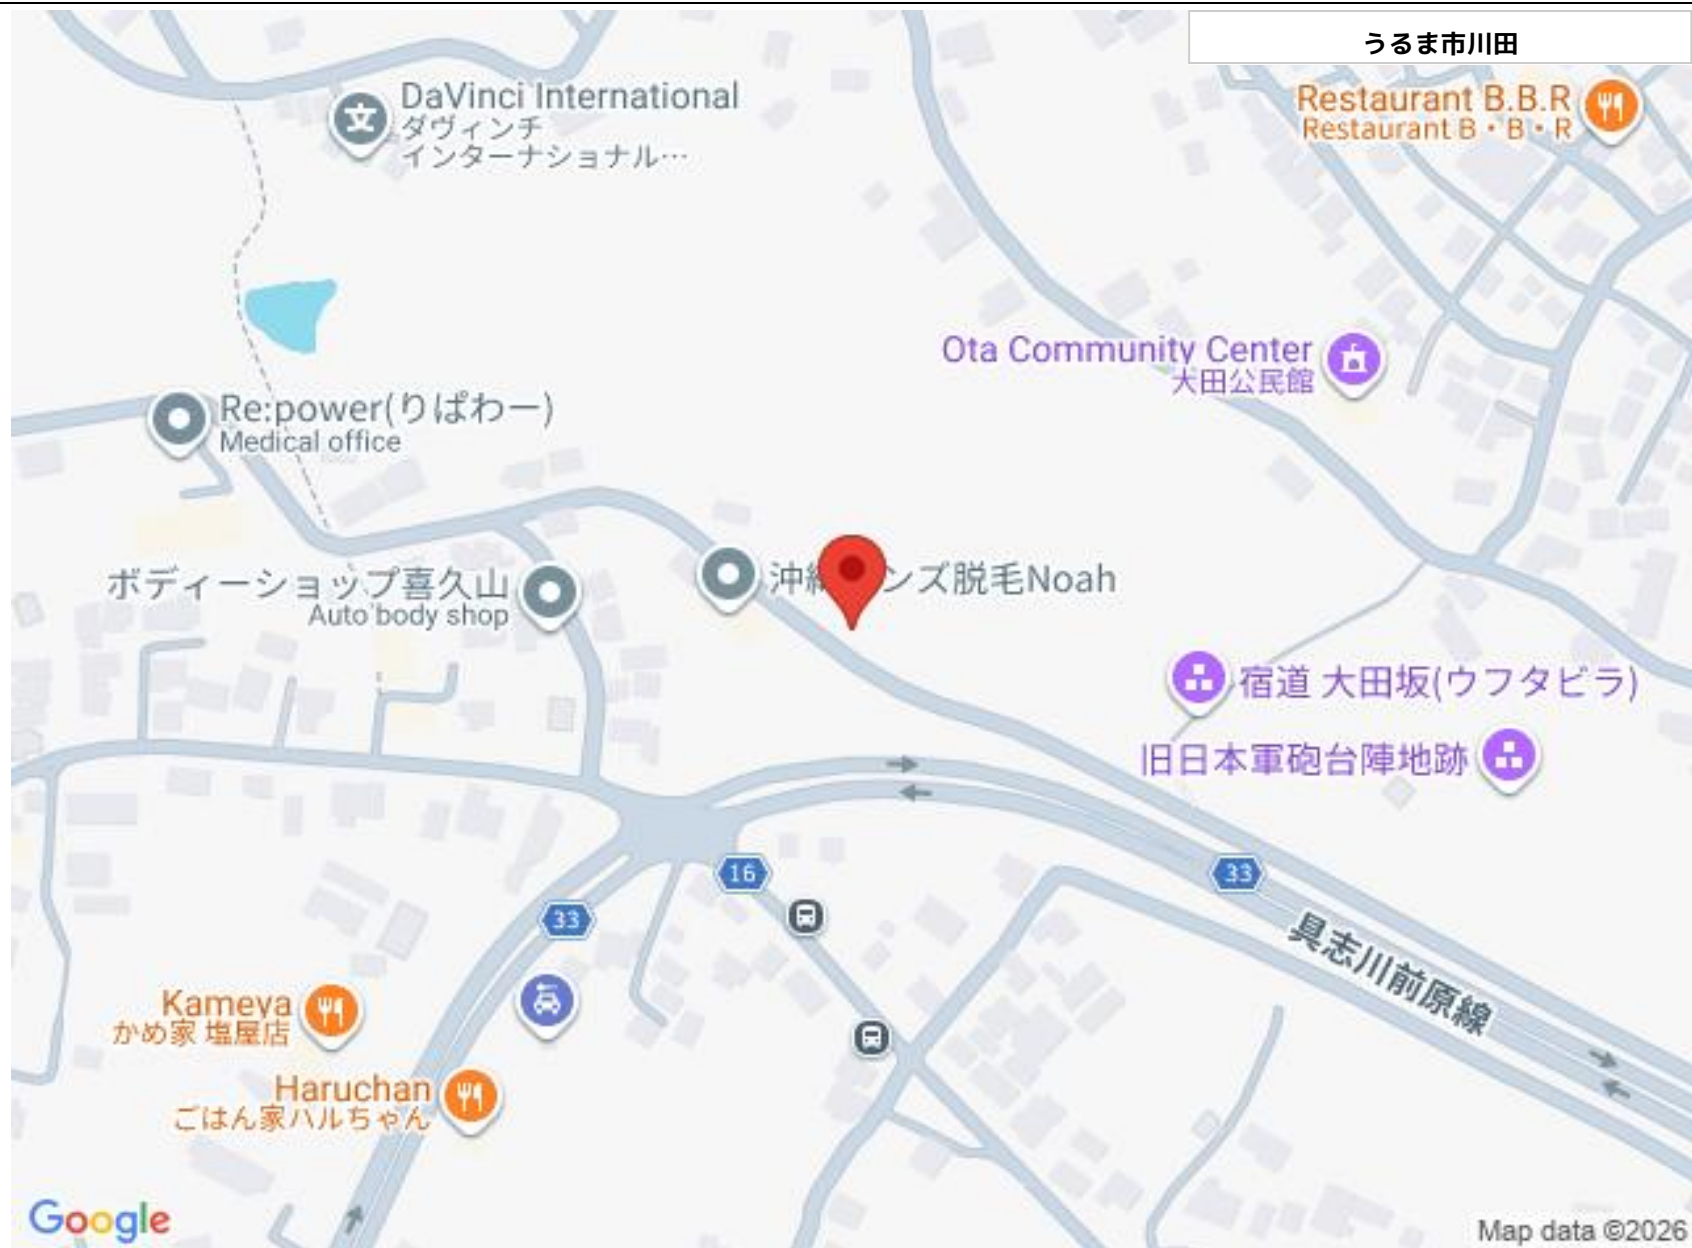 うるま市川田
DaVinci International
ダヴィンチ
インターナショナル…
Restaurant B.B.R
Restaurant B・B・R
Ota Community Center
大田公民館
Re:power(りぱわー)
Medical office
ボディーショップ喜久山
Auto body shop
沖縄 ンズ脱毛Noah
宿道 大田坂(ウフタビラ)
旧日本軍砲台陣地跡
16
33
33
具志川前原線
Kameya
かめ家 塩屋店
Haruchan
ごはん家ハルちゃん
Google
Map data ©2026